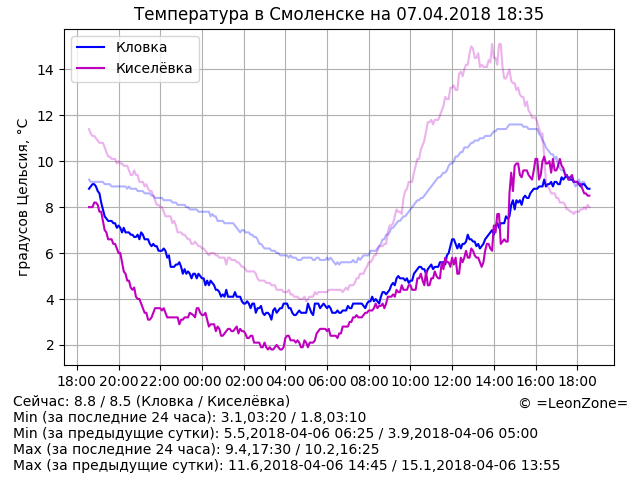 Температура в Смоленске на 07.04.2018 18:35
Кловка
Киселёвка
градусов Цельсия, °C
14
12
10
8
6
4
2
18:00 20:00 22:00 00:00 02:00 04:00 06:00 08:00 10:00 12:00 14:00 16:00 18:00
Сейчас: 8.8 / 8.5 (Кловка / Киселёвка)
© =LeonZone=
Min (за последние 24 часа): 3.1,03:20 / 1.8,03:10
Min (за предыдущие сутки): 5.5,2018-04-06 06:25 / 3.9,2018-04-06 05:00
Max (за последние 24 часа): 9.4,17:30 / 10.2,16:25
Max (за предыдущие сутки): 11.6,2018-04-06 14:45 / 15.1,2018-04-06 13:55